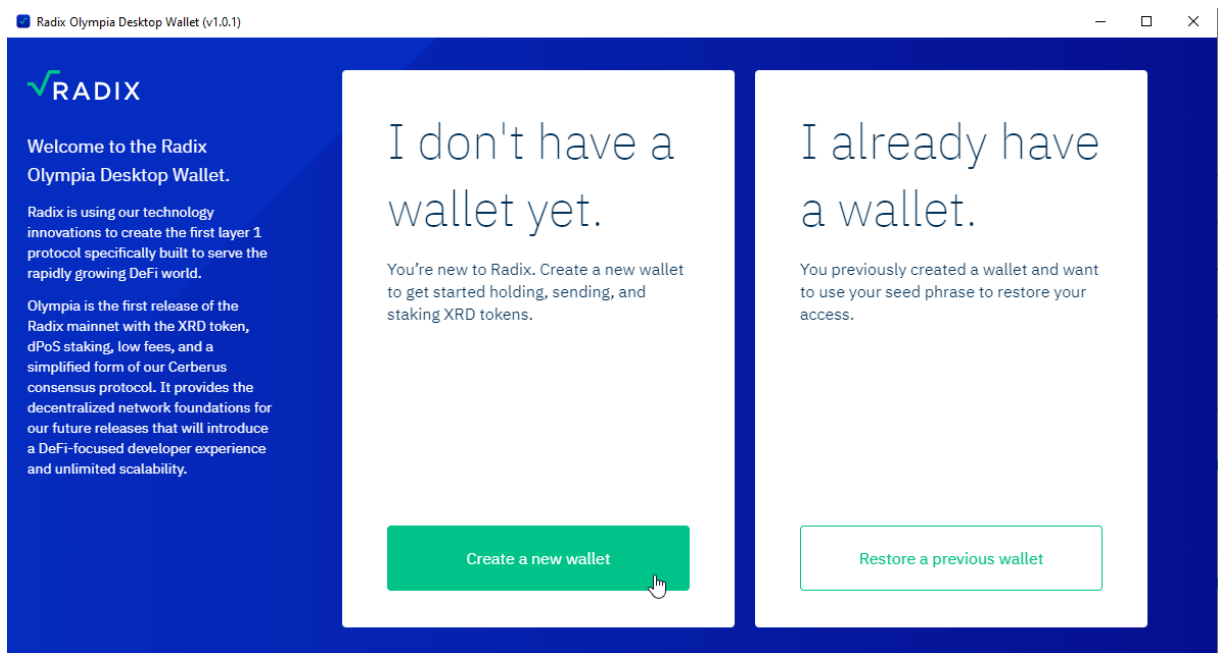 Radix Olympia Desktop Wallet (v1.0.1)
RADIX
Welcome to the Radix
Olympia Desktop Wallet.
Radix is using our technology
innovations to create the first layer 1
protocol specifically built to serve the
rapidly growing DeFi world.
Olympia is the first release of the
Radix mainnet with the XRD token,
dPoS staking, low fees, and a
simplified form of our Cerberus
consensus protocol. It provides the
decentralized network foundations for
our future releases that will introduce
a DeFi-focused developer experience
and unlimited scalability.
I don't have a
wallet yet.
You’re new to Radix. Create a new wallet
to get started holding, sending, and
staking XRD tokens.
Create a new wallet
I already have
a wallet.
You previously created a wallet and want
to use your seed phrase to restore your
access.
Restore a previous wallet